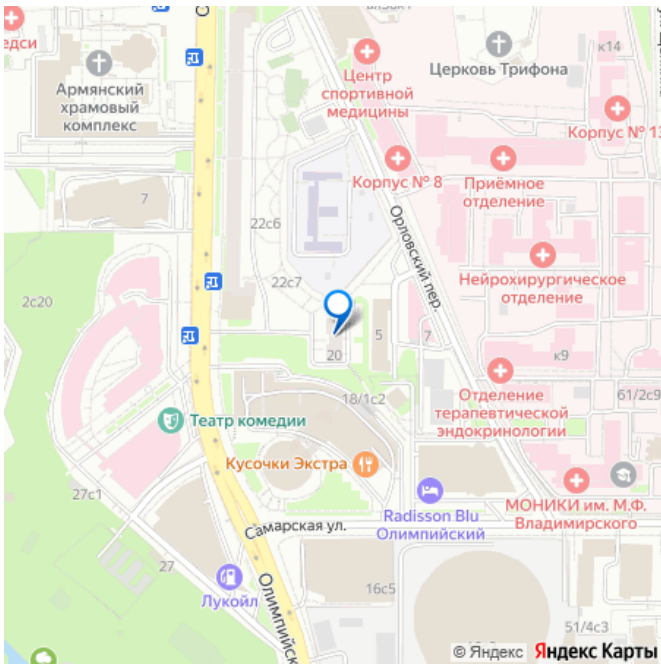 к14
Центр
спортивной
медицины
Церковь Трифона
Армянский
храмовый
комплекс
Корпус № 13
Корпус № 8
Приёмное
отделение
7
22с6
Орловский пер.
22с7
Нейрохирургическое
отделение
2с20
5
7
20
к9
18/1с2
Отделение
терапевтической
эндокринологии
61/2с9
Театр комедии
Кусочки Экстра
27с1
Radisson Blu
Олимпийский
МОНИКИ им. М.Ф.
Владимирского
Самарская ул.
27
Лукойл
Олимпийск
16с5
51/4с3
© Яндекс Яндекс Карты